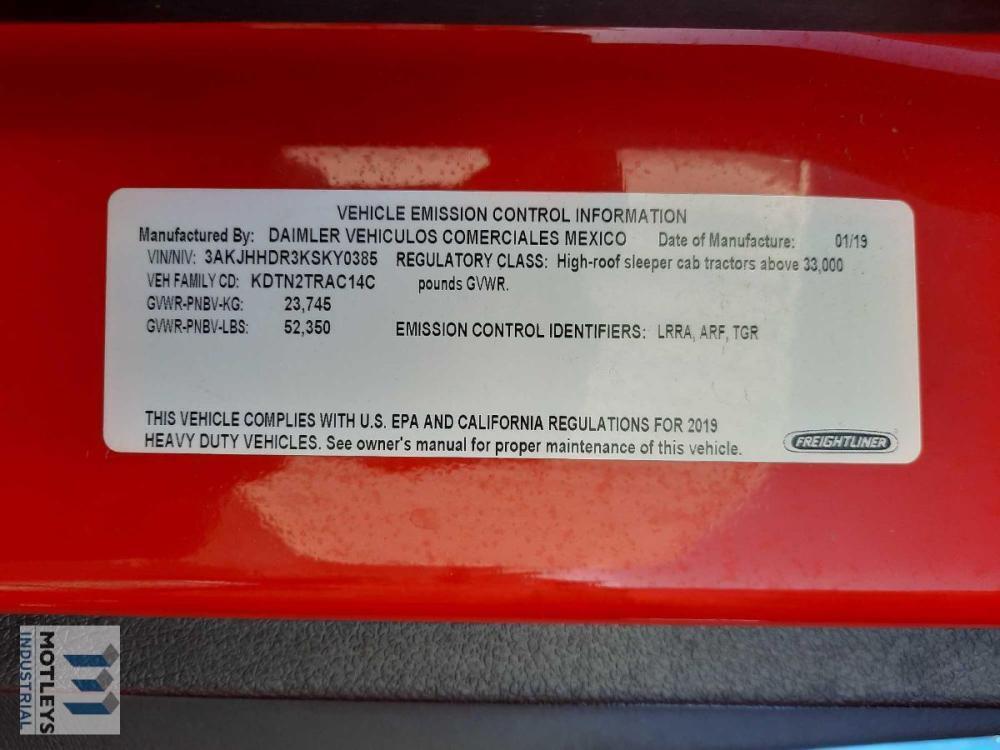 VEHICLE EMISSION CONTROL INFORMATION
Manufactured By: DAIMLER VEHICULOS COMERCIALES MEXICO Date of Manufacture: 01/19
VIN/NIV: 3AKJHHDR3KSKY0385 REGULATORY CLASS: High-roof sleeper cab tractors above 33,000
VEH FAMILY CD: KDTN2TRAC14C pounds GVWR.
GVWR-PNBV-KG: 23,745
GVWR-PNBV-LBS: 52,350 EMISSION CONTROL IDENTIFIERS: LRRA, ARF, TGR
THIS VEHICLE COMPLIES WITH U.S. EPA AND CALIFORNIA REGULATIONS FOR 2019
HEAVY DUTY VEHICLES. See owner's manual for proper maintenance of this vehicle.
FREIGHTLINER
MOTLEYS
INDUSTRIAL